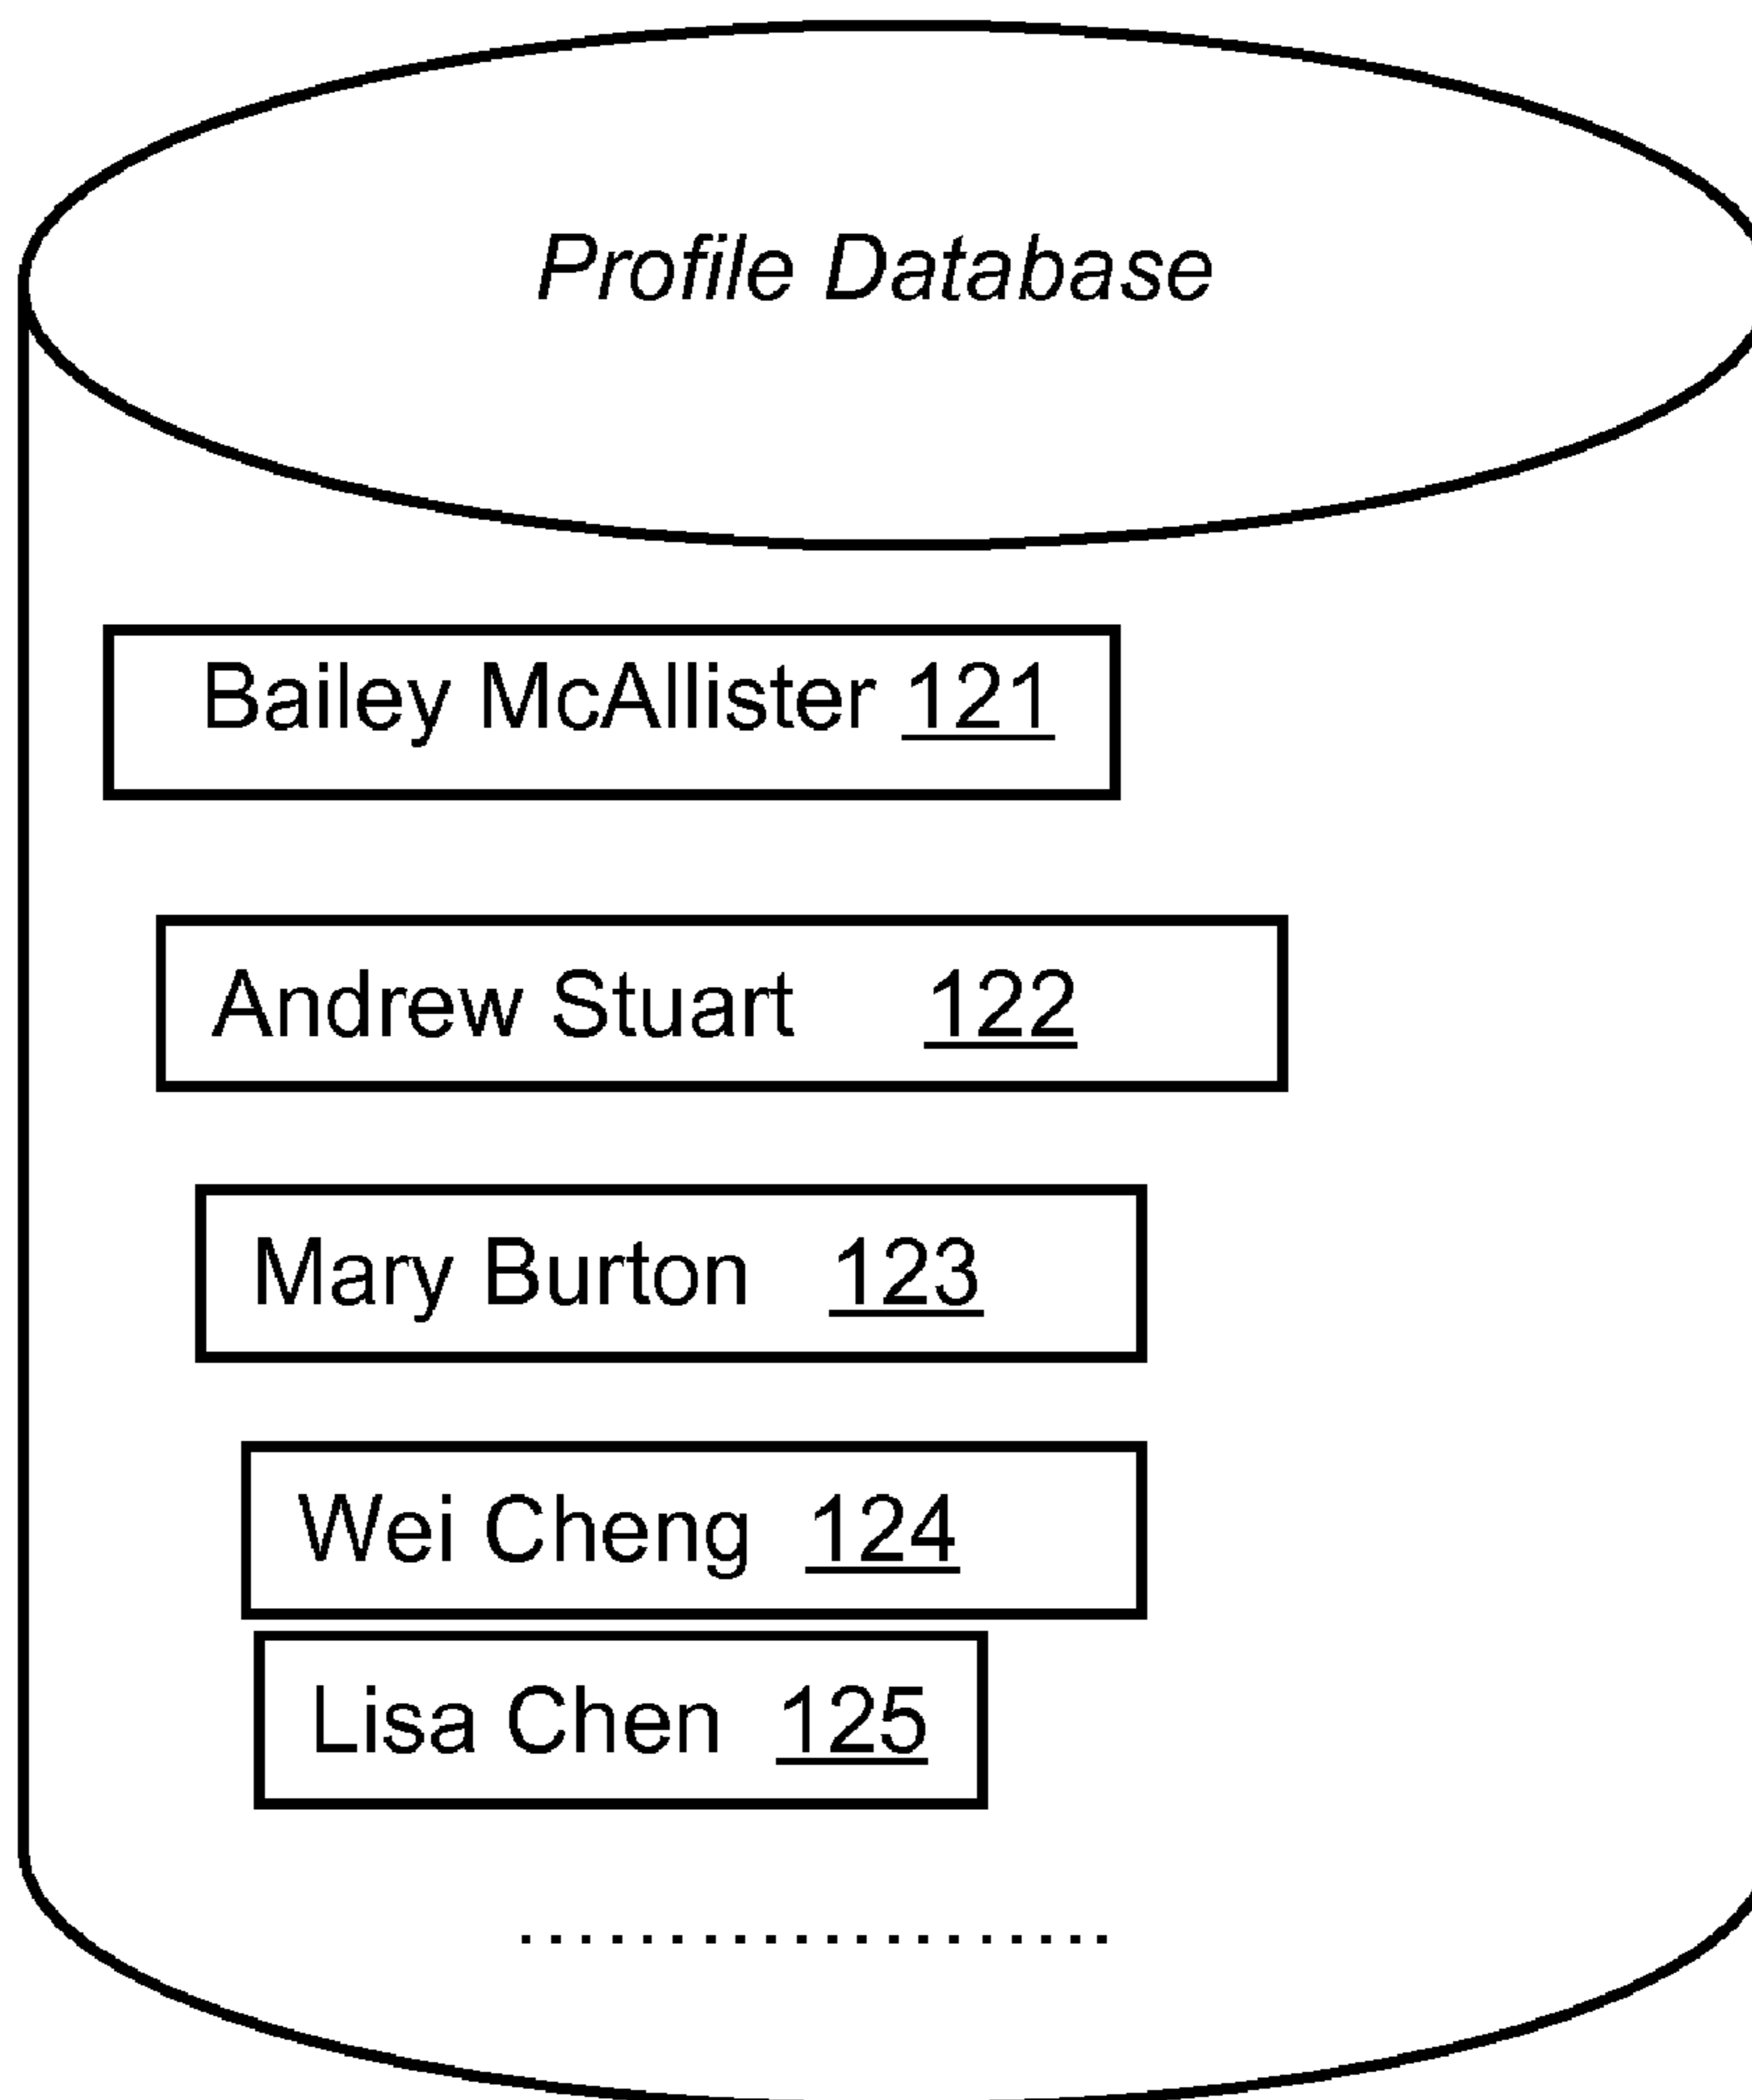 Profile Database
Bailey McAllister 121
Andrew Stuart 122
Mary Burton 123
Wei Cheng 124
Lisa Chen 125
....................